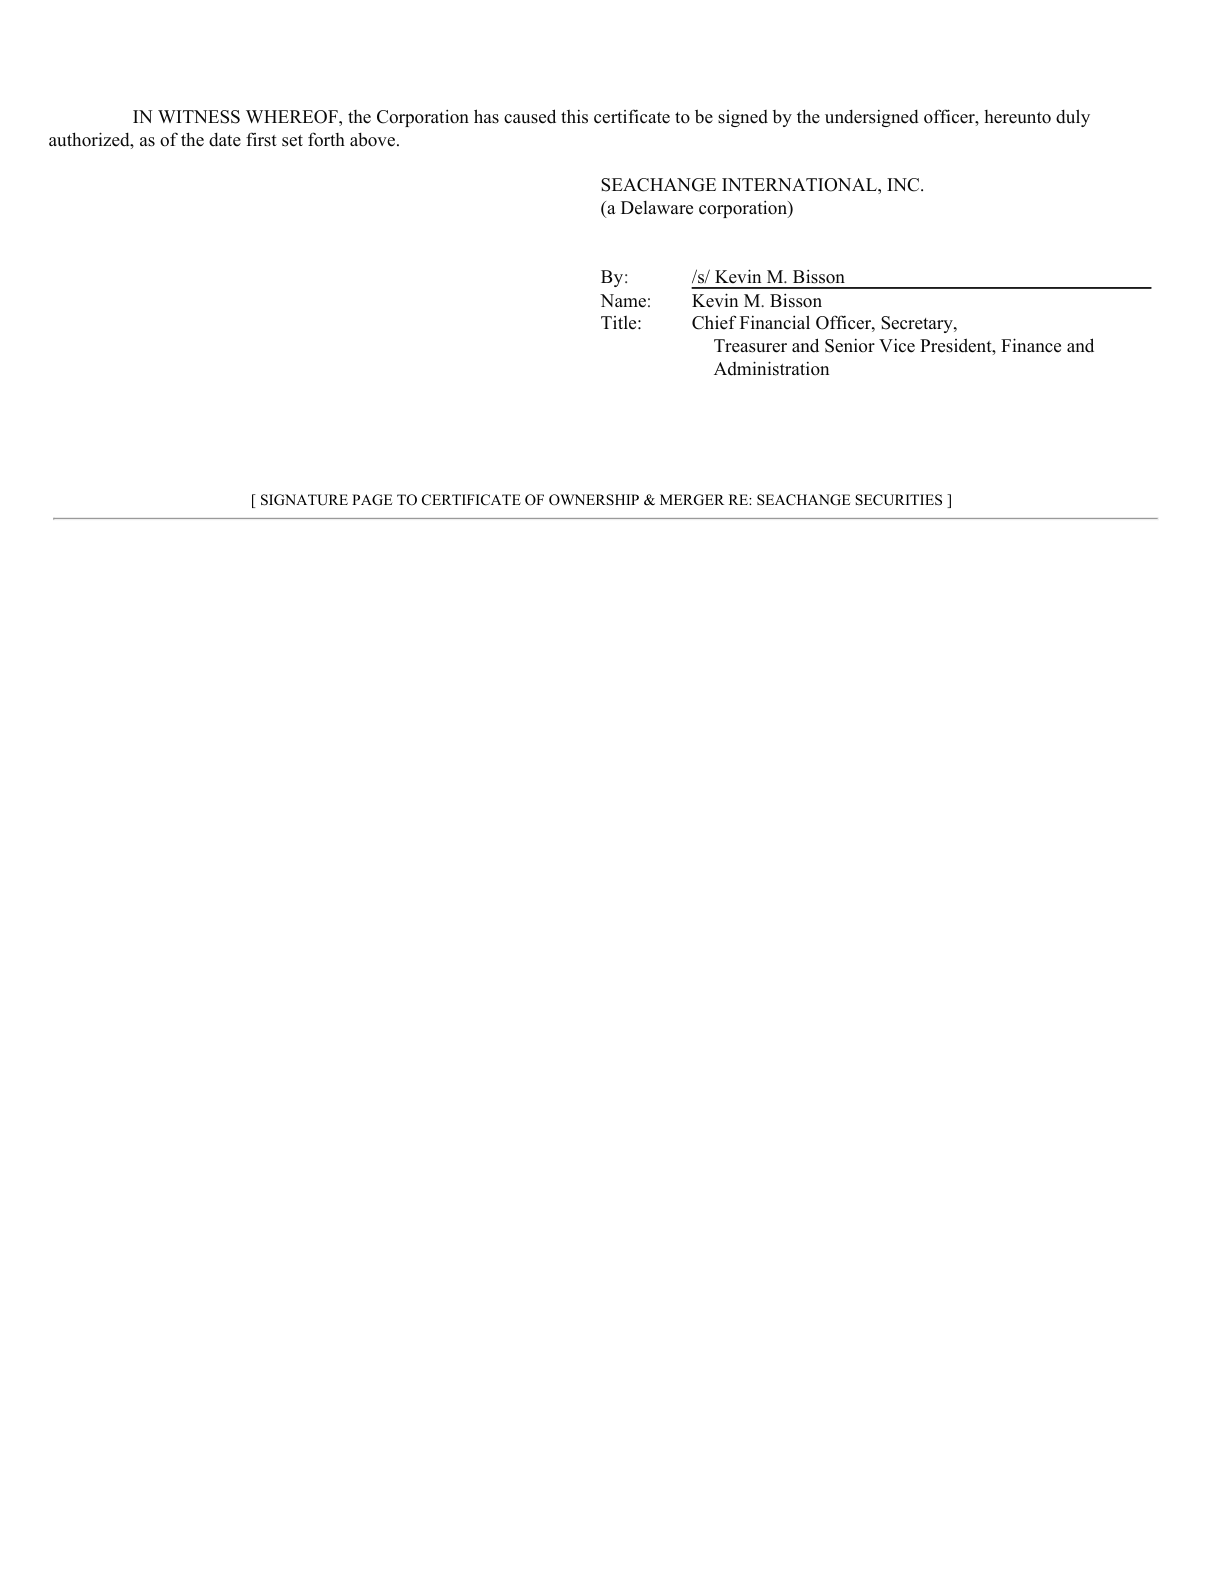 IN WITNESS WHEREOF, the Corporation has caused this certificate to be signed by the undersigned officer, hereunto duly
authorized, as of the date first set forth above.
SEACHANGE INTERNATIONAL, INC.
(a Delaware corporation)
By: /s/ Kevin M. Bisson
Name: Kevin M. Bisson
Title: Chief Financial Officer, Secretary,
Treasurer and Senior Vice President, Finance and
Administration
[ SIGNATURE PAGE TO CERTIFICATE OF OWNERSHIP & MERGER RE: SEACHANGE SECURITIES ]